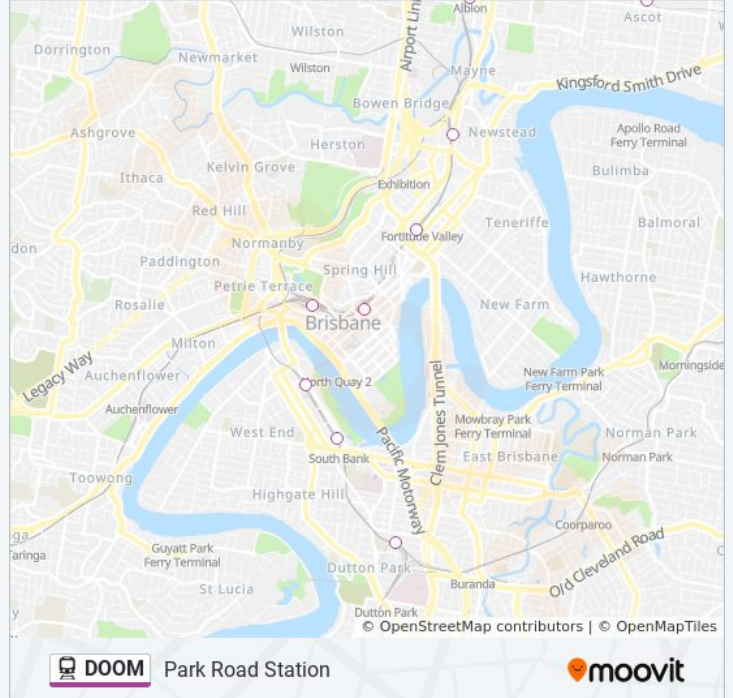 Albion
Ascot
Wilston
Dorrington
Newmarket
Wilston
Airport Lin
Mayne
Kingsford Smith Drive
Bowen Bridge
Ashgrove
Newstead
Apollo Road
Ferry Terminal
Herston
Kelvin Grove
Bulimba
Ithaca
Exhibition
Red Hill
Teneriffe
Balmoral
Fortitude Valley
Normanby
don
Paddington
Spring Hill
Hawthorne
Petrie Terrace
Rosalie
New Farm
Brisbane
Milton
Legacy Way
Auchenflower
North Quay 2
Clem Jones Tunnel
New Farm Park
Ferry Terminal
Morningside
Auchenflower
Mowbray Park
Ferry Terminal
West End
Pacific Motorway
Norman Park
South Bank
East Brisbane
Norman Park
Toowong
Highgate Hill
Coorparoo
ga
Taringa
Guyatt Park
Ferry Terminal
Old Cleveland Road
Dutton Park
St Lucia
Buranda
Dutton Park
© OpenStreetMap contributors | © OpenMapTiles
DOOM Park Road Station
moovit